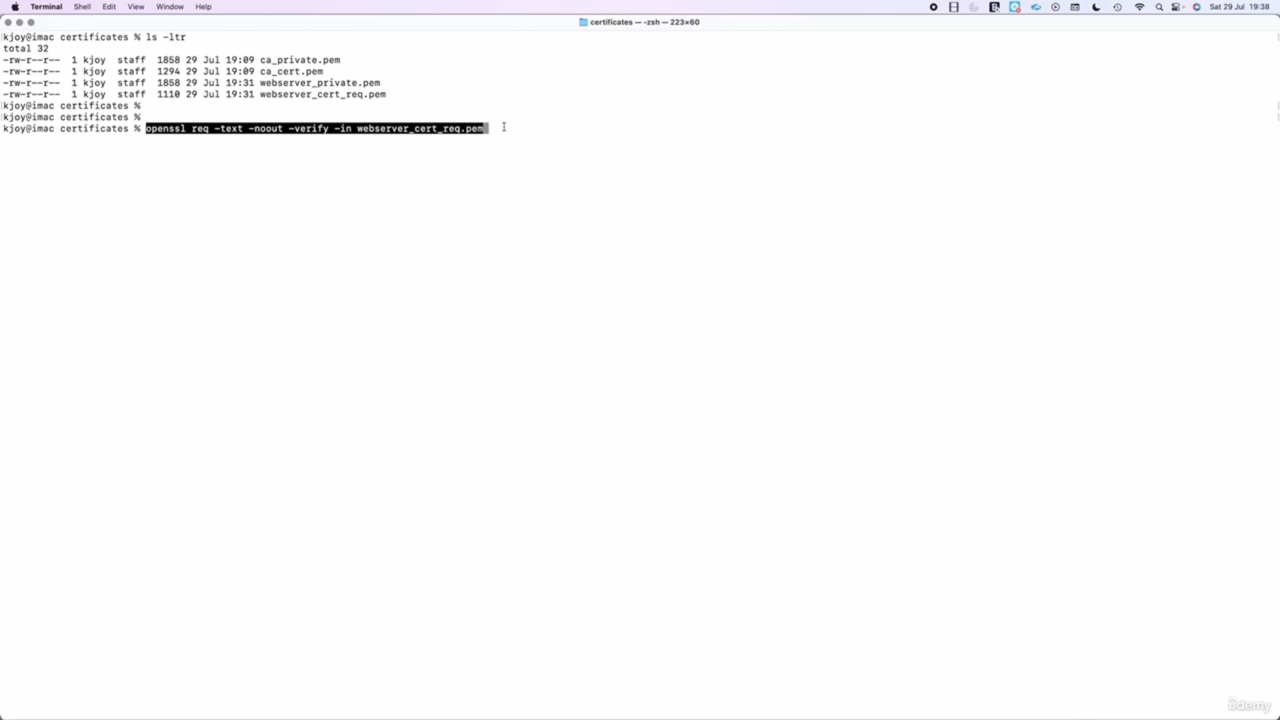 Terminal Shell Edit View Window Help Sat 29 Jul 19:38
certificates — -zsh — 223×60
kjoy@imac certificates % ls -ltr
total 32
-rw-r--r-- 1 kjoy staff 1858 29 Jul 19:09 ca_private.pem
-rw-r--r-- 1 kjoy staff 1294 29 Jul 19:09 ca_cert.pem
-rw-r--r-- 1 kjoy staff 1858 29 Jul 19:31 webserver_private.pem
-rw-r--r-- 1 kjoy staff 1110 29 Jul 19:31 webserver_cert_req.pem
kjoy@imac certificates %
kjoy@imac certificates %
kjoy@imac certificates % openssl req -text -noout -verify -in webserver_cert_req.pem
ûdemy